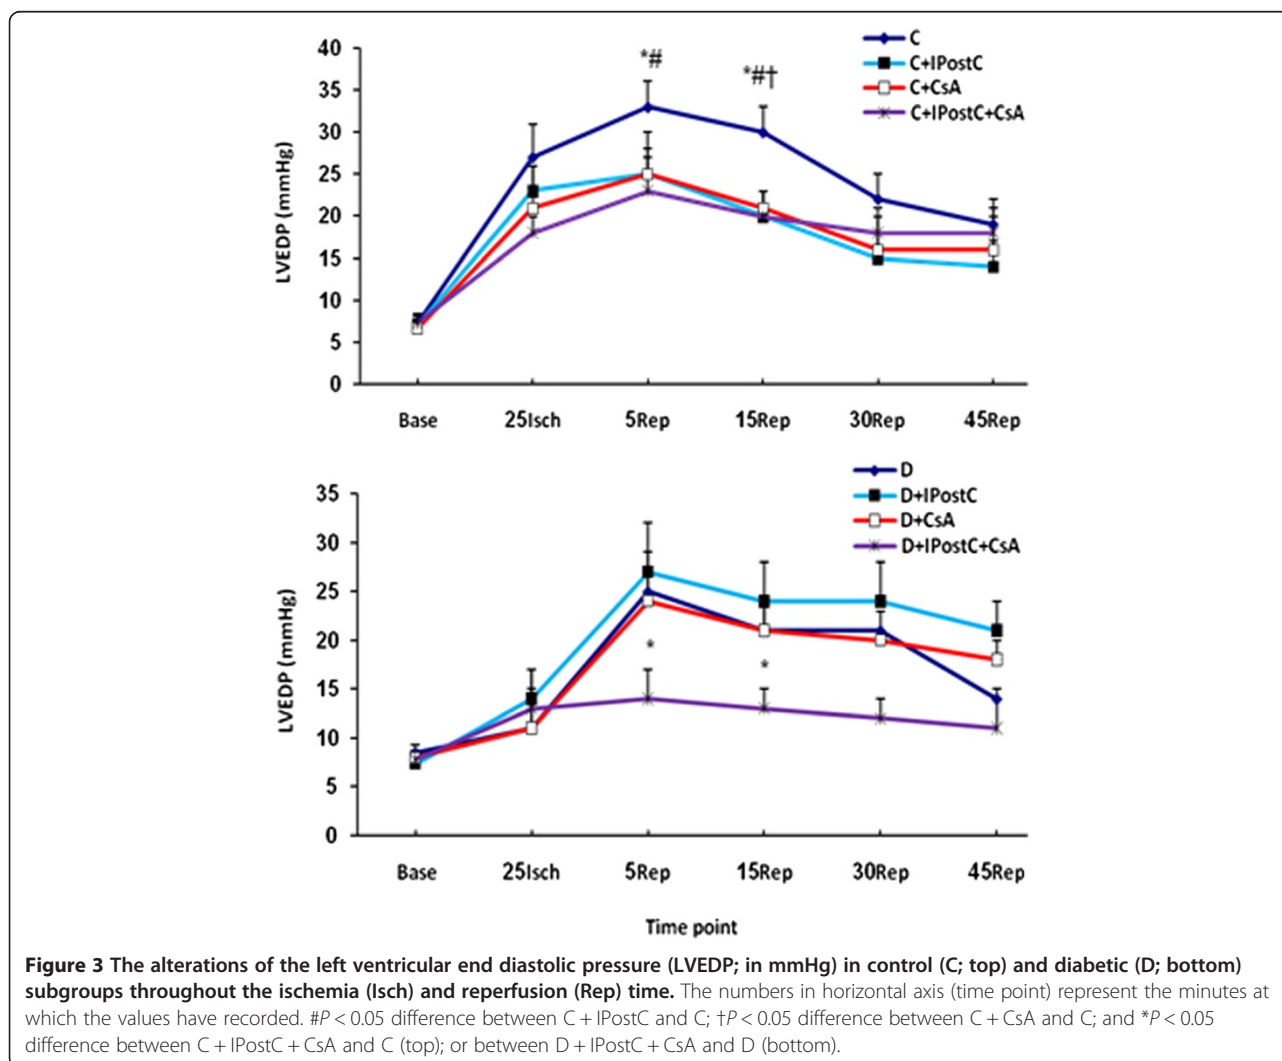 C
C+IPostC
C+CsA
C+IPostC+CsA
*#
*#†
40
35
30
25
20
15
10
5
0
LVEDP (mmHg)
Base 25Isch 5Rep 15Rep 30Rep 45Rep
D
D+IPostC
D+CsA
D+IPostC+CsA
*
*
35
30
25
20
15
10
5
0
LVEDP (mmHg)
Base 25Isch 5Rep 15Rep 30Rep 45Rep
Time point
Figure 3 The alterations of the left ventricular end diastolic pressure (LVEDP; in mmHg) in control (C; top) and diabetic (D; bottom)
subgroups throughout the ischemia (Isch) and reperfusion (Rep) time. The numbers in horizontal axis (time point) represent the minutes at
which the values have recorded. #P < 0.05 difference between C + IPostC and C; †P < 0.05 difference between C + CsA and C; and *P < 0.05
difference between C + IPostC + CsA and C (top); or between D + IPostC + CsA and D (bottom).